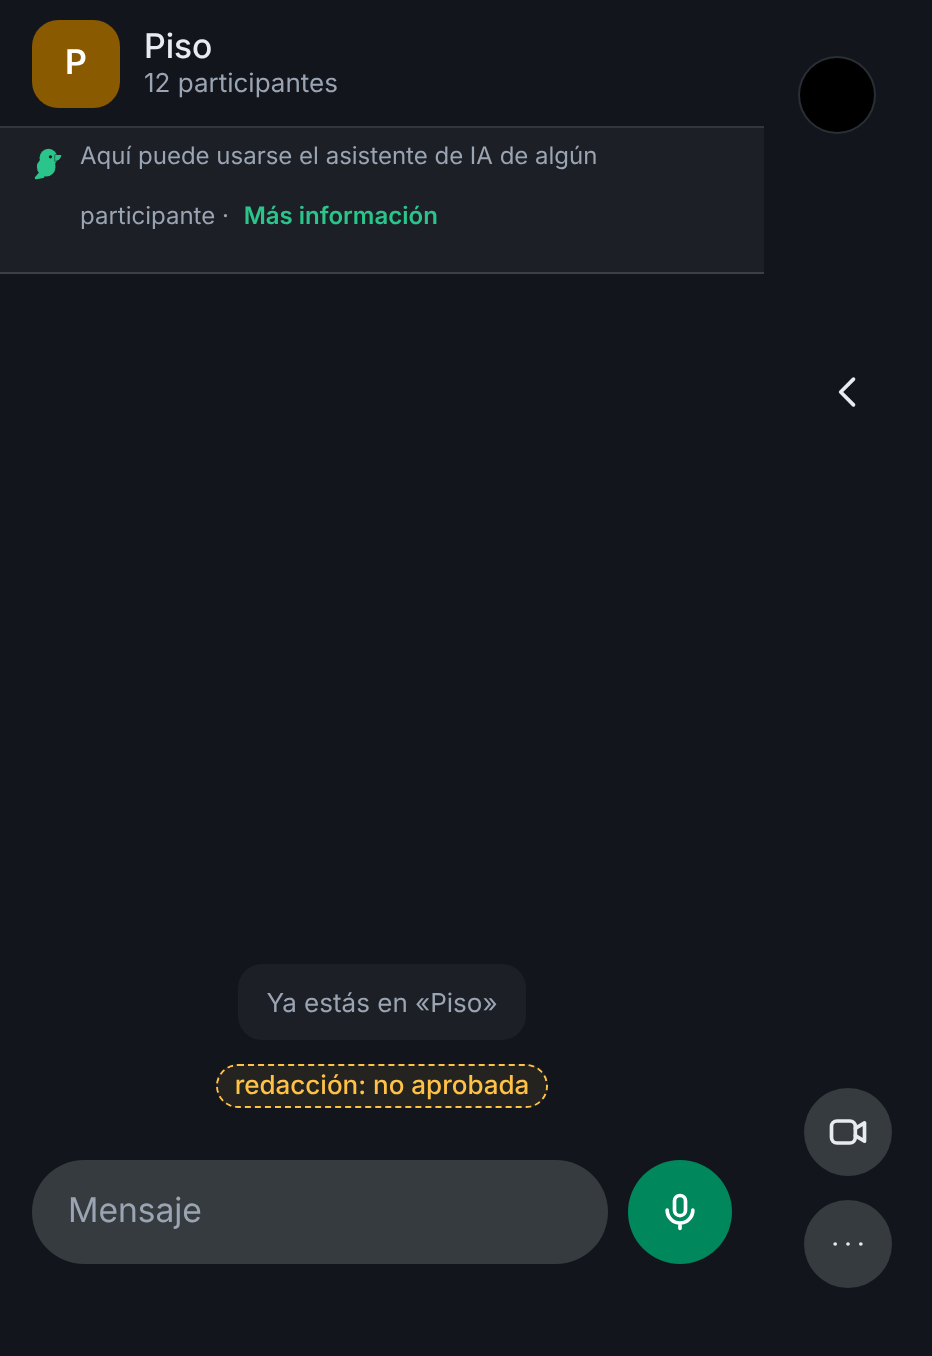 P
Piso
12 participantes
Aquí puede usarse el asistente de IA de algún
participante · Más información
Ya estás en «Piso»
redacción: no aprobada
Mensaje